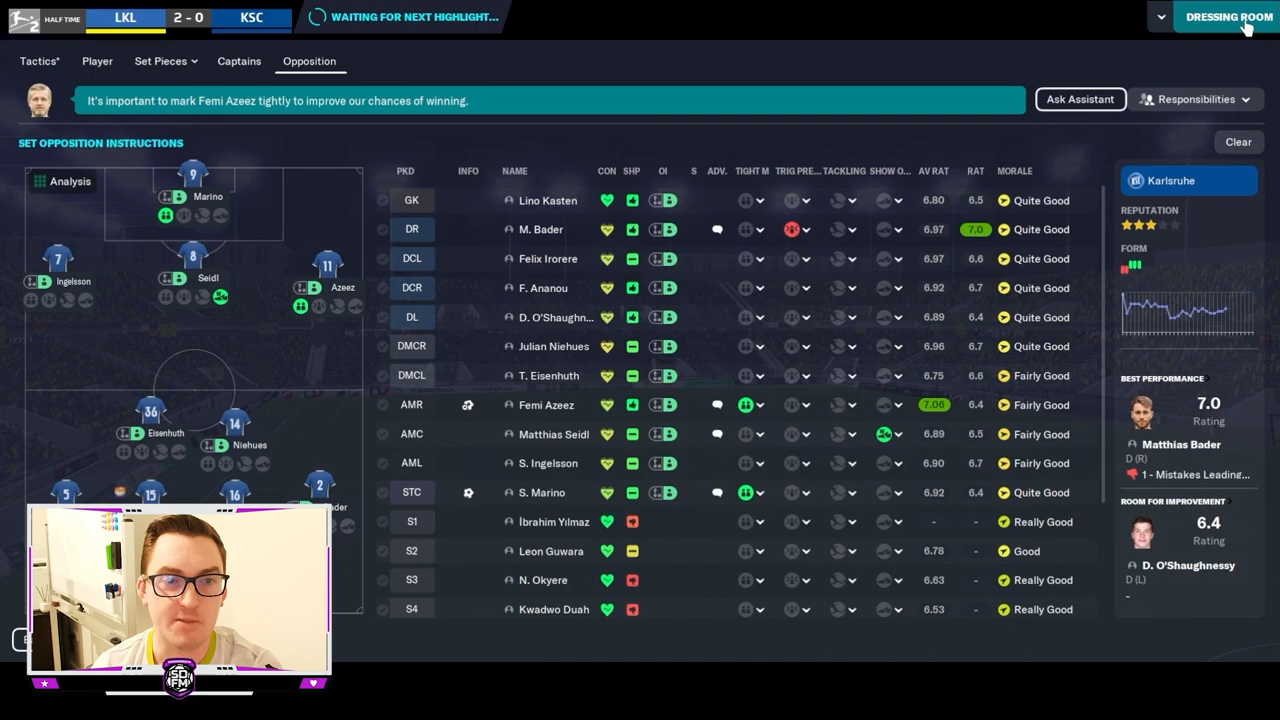 2
HALF TIME
LKL
2 - 0
KSC
WAITING FOR NEXT HIGHLIGHT...
DRESSING ROOM
Tactics*
Player
Set Pieces
Captains
Opposition
It's important to mark Femi Azeez tightly to improve our chances of winning.
Ask Assistant
Responsibilities
SET OPPOSITION INSTRUCTIONS
Clear
Analysis
9
Marino
7
Ingelsson
8
Seidl
11
Azeez
36
Eisenhuth
14
Niehues
5
15
16
2
PKD INFO NAME CON SHP OI S ADV. TIGHT M TRIG PRE... TACKLING SHOW O... AV RAT RAT MORALE
GK Lino Kasten 6.80 6.5 Quite Good
DR M. Bader 6.97 7.0 Quite Good
DCL Felix Irorere 6.97 6.6 Quite Good
DCR F. Ananou 6.92 6.7 Quite Good
DL D. O'Shaughn... 6.89 6.4 Quite Good
DMCR Julian Niehues 6.96 6.7 Quite Good
DMCL T. Eisenhuth 6.75 6.6 Fairly Good
AMR Femi Azeez 7.06 6.4 Fairly Good
AMC Matthias Seidl 6.89 6.5 Fairly Good
AML S. Ingelsson 6.90 6.7 Fairly Good
STC S. Marino 6.92 6.4 Quite Good
S1 İbrahim Yılmaz - - Really Good
S2 Leon Guwara 6.78 - Good
S3 N. Okyere 6.63 - Really Good
S4 Kwadwo Duah 6.53 - Really Good
Karlsruhe
REPUTATION
FORM
BEST PERFORMANCE
7.0
Rating
Matthias Bader
D (R)
1 - Mistakes Leading...
ROOM FOR IMPROVEMENT
6.4
Rating
D. O'Shaughnessy
D (L)
-
SD
FM